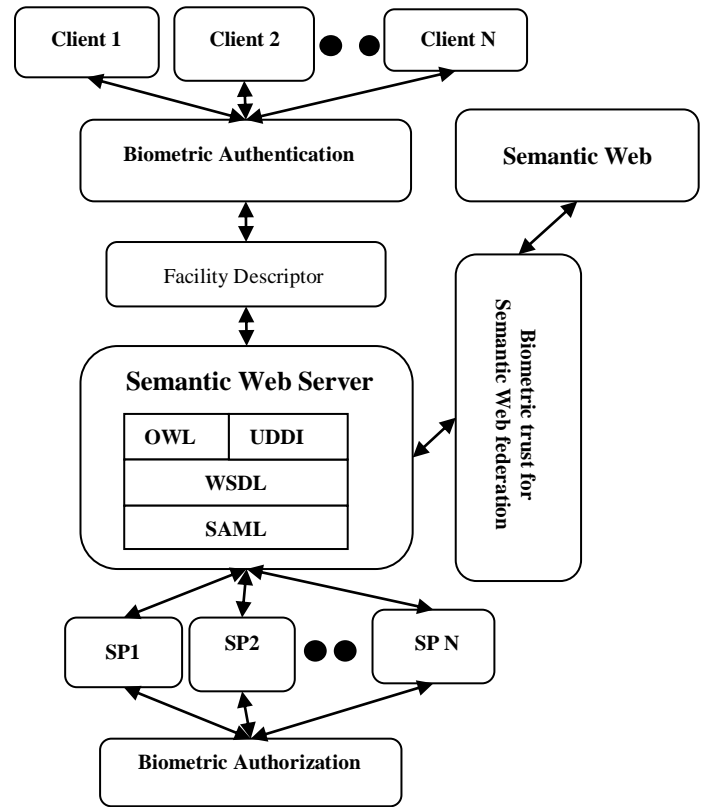 Client 1
Client 2
Client N
Biometric Authentication
Semantic Web
Facility Descriptor
Biometric trust for
Semantic Web federation
Semantic Web Server
OWL
UDDI
WSDL
SAML
SP1
SP2
SP N
Biometric Authorization